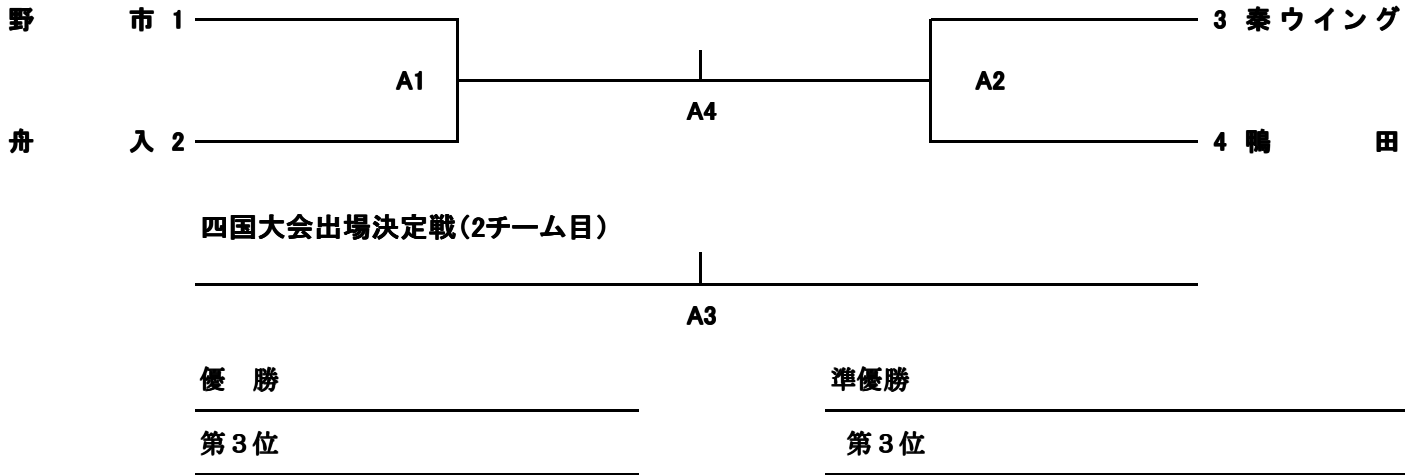 野 市 1 3 秦ウイング
A1 A2
A4
舟 入 2 4 鴨 田
四国大会出場決定戦(2チーム目)
A3
優 勝 準優勝
第3位 第3位